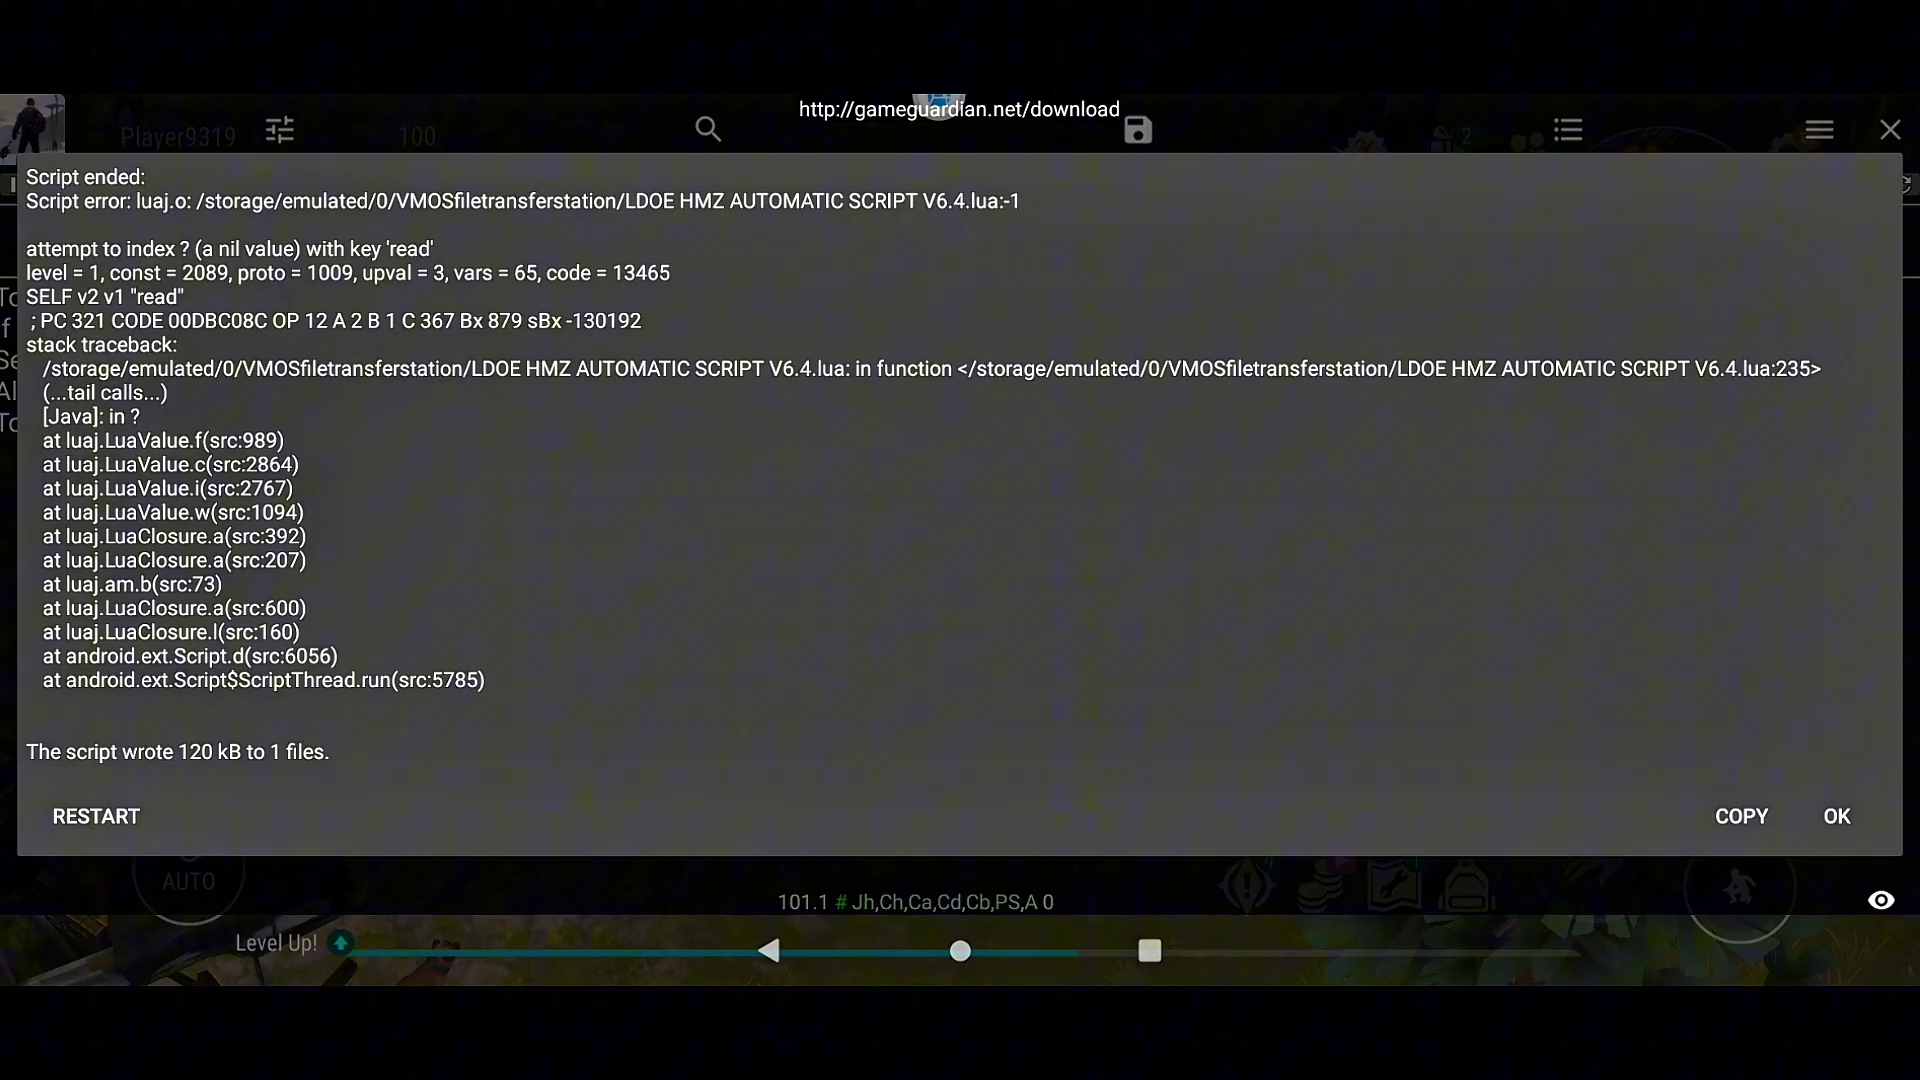 http://gameguardian.net/download
Player9319
100
2
Script ended:
Script error: luaj.o: /storage/emulated/0/VMOSfiletransferstation/LDOE HMZ AUTOMATIC SCRIPT V6.4.lua:-1
attempt to index ? (a nil value) with key 'read'
level = 1, const = 2089, proto = 1009, upval = 3, vars = 65, code = 13465
SELF v2 v1 "read"
; PC 321 CODE 00DBC08C OP 12 A 2 B 1 C 367 Bx 879 sBx -130192
stack traceback:
/storage/emulated/0/VMOSfiletransferstation/LDOE HMZ AUTOMATIC SCRIPT V6.4.lua: in function </storage/emulated/0/VMOSfiletransferstation/LDOE HMZ AUTOMATIC SCRIPT V6.4.lua:235>
(...tail calls...)
[Java]: in ?
at luaj.LuaValue.f(src:989)
at luaj.LuaValue.c(src:2864)
at luaj.LuaValue.i(src:2767)
at luaj.LuaValue.w(src:1094)
at luaj.LuaClosure.a(src:392)
at luaj.LuaClosure.a(src:207)
at luaj.am.b(src:73)
at luaj.LuaClosure.a(src:600)
at luaj.LuaClosure.l(src:160)
at android.ext.Script.d(src:6056)
at android.ext.Script$ScriptThread.run(src:5785)
The script wrote 120 kB to 1 files.
RESTART
COPY
OK
AUTO
101.1 # Jh,Ch,Ca,Cd,Cb,PS,A 0
Level Up!